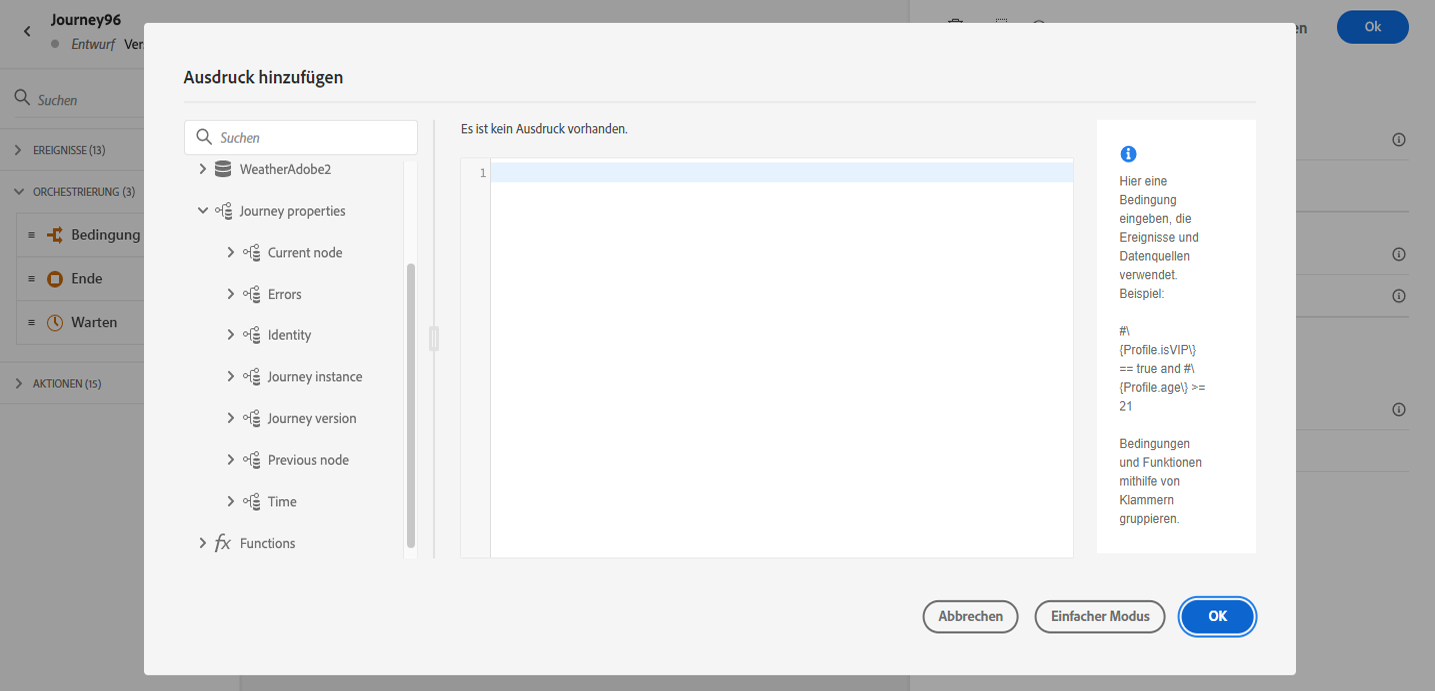 Journey96
Entwurf Ver
en
Ok
Suchen
EREIGNISSE (13)
ORCHESTRIERUNG (3)
Bedingung
Ende
Warten
AKTIONEN (15)
Ausdruck hinzufügen
Suchen
WeatherAdobe2
Journey properties
Current node
Errors
Identity
Journey instance
Journey version
Previous node
Time
fx Functions
Es ist kein Ausdruck vorhanden.
1
Hier eine
Bedingung
eingeben, die
Ereignisse und
Datenquellen
verwendet.
Beispiel:
#\
{Profile.isVIP\}
== true and #\
{Profile.age\} >=
21
Bedingungen
und Funktionen
mithilfe von
Klammern
gruppieren.
Abbrechen
Einfacher Modus
OK